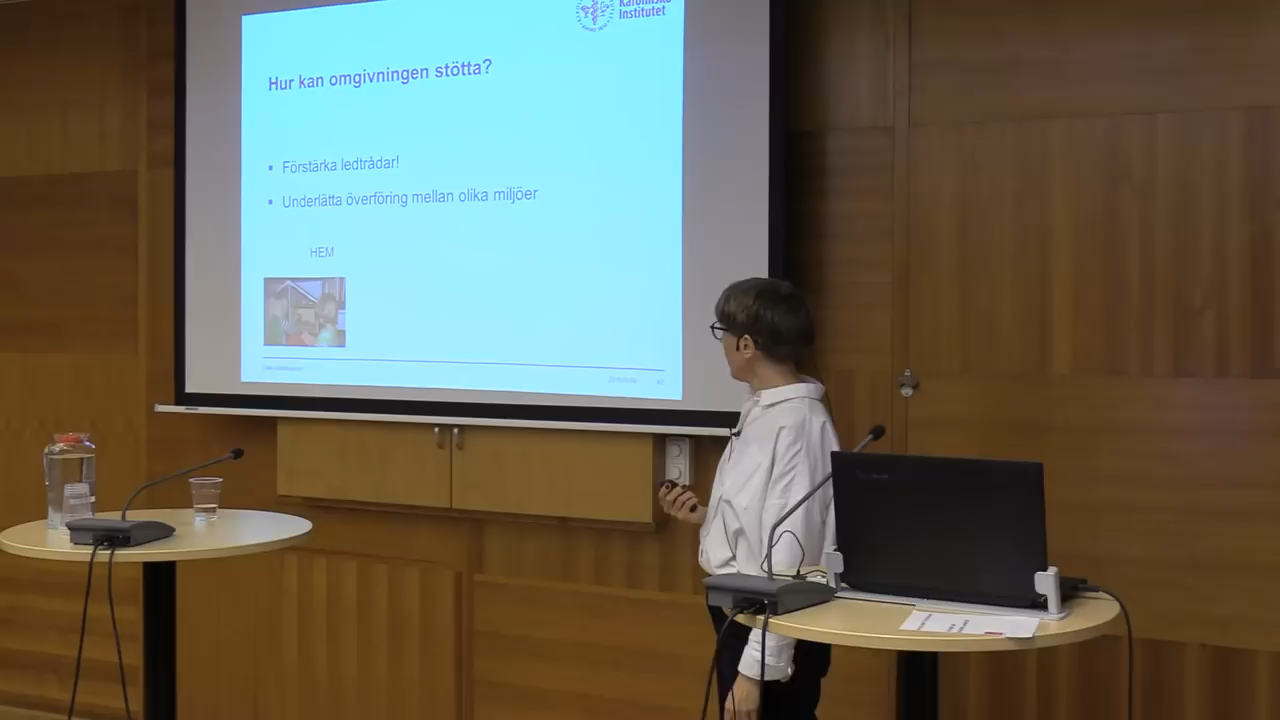 Karolinska
Institutet
Hur kan omgivningen stötta?
▪ Förstärka ledtrådar!
▪ Underlätta överföring mellan olika miljöer
HEM